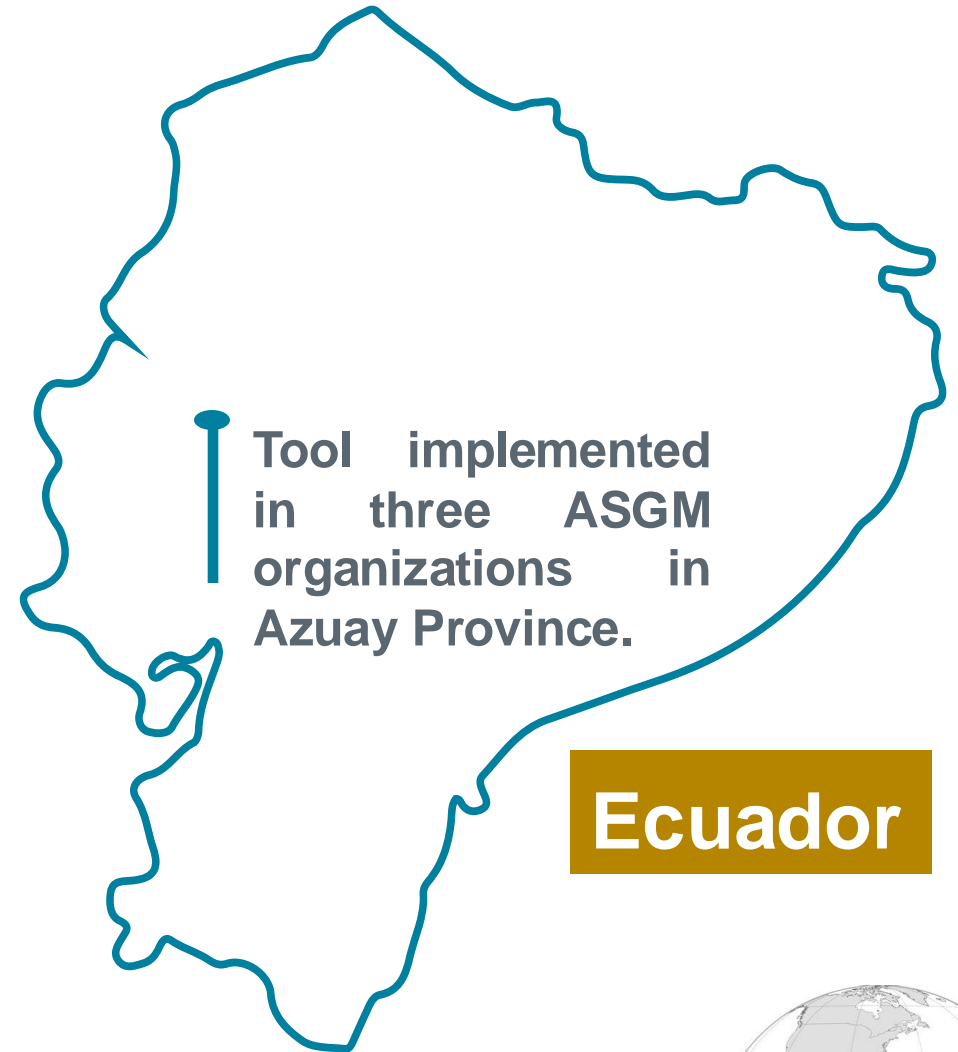 Tool implemented
in three ASGM
organizations in
Azuay Province.
Ecuador